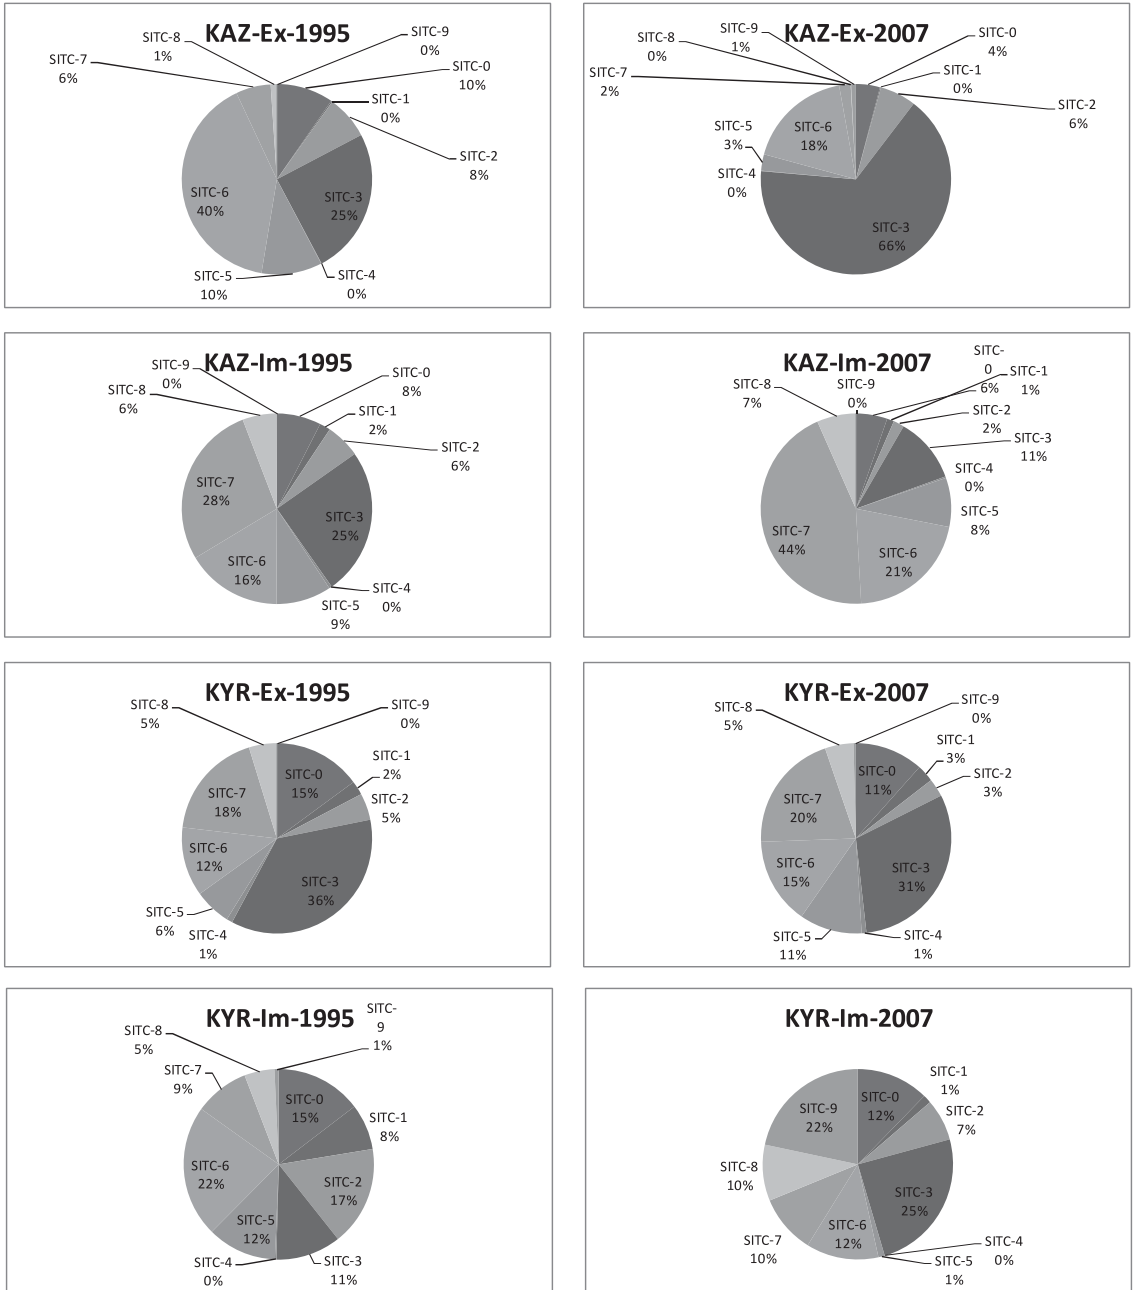 KAZ-Ex-1995
SITC-9
0%
SITC-0
10%
SITC-1
0%
SITC-2
8%
SITC-3
25%
SITC-4
0%
SITC-5
10%
SITC-6
40%
SITC-7
6%
SITC-8
1%
KAZ-Ex-2007
SITC-9
1%
SITC-0
4%
SITC-1
0%
SITC-2
6%
SITC-3
66%
SITC-4
0%
SITC-5
3%
SITC-6
18%
SITC-7
2%
SITC-8
0%
KAZ-Im-1995
SITC-9
0%
SITC-0
8%
SITC-1
2%
SITC-2
6%
SITC-3
25%
SITC-4
0%
SITC-5
9%
SITC-6
16%
SITC-7
28%
SITC-8
6%
KAZ-Im-2007
SITC-9
0%
SITC-
0
6%
SITC-1
1%
SITC-2
2%
SITC-3
11%
SITC-4
0%
SITC-5
8%
SITC-6
21%
SITC-7
44%
SITC-8
7%
KYR-Ex-1995
SITC-9
0%
SITC-0
15%
SITC-1
2%
SITC-2
5%
SITC-3
36%
SITC-4
1%
SITC-5
6%
SITC-6
12%
SITC-7
18%
SITC-8
5%
KYR-Ex-2007
SITC-9
0%
SITC-0
11%
SITC-1
3%
SITC-2
3%
SITC-3
31%
SITC-4
1%
SITC-5
11%
SITC-6
15%
SITC-7
20%
SITC-8
5%
KYR-Im-1995
SITC-
9
1%
SITC-0
15%
SITC-1
8%
SITC-2
17%
SITC-3
11%
SITC-4
0%
SITC-5
12%
SITC-6
22%
SITC-7
9%
SITC-8
5%
KYR-Im-2007
SITC-0
12%
SITC-1
1%
SITC-2
7%
SITC-3
25%
SITC-4
0%
SITC-5
1%
SITC-6
12%
SITC-7
10%
SITC-8
10%
SITC-9
22%